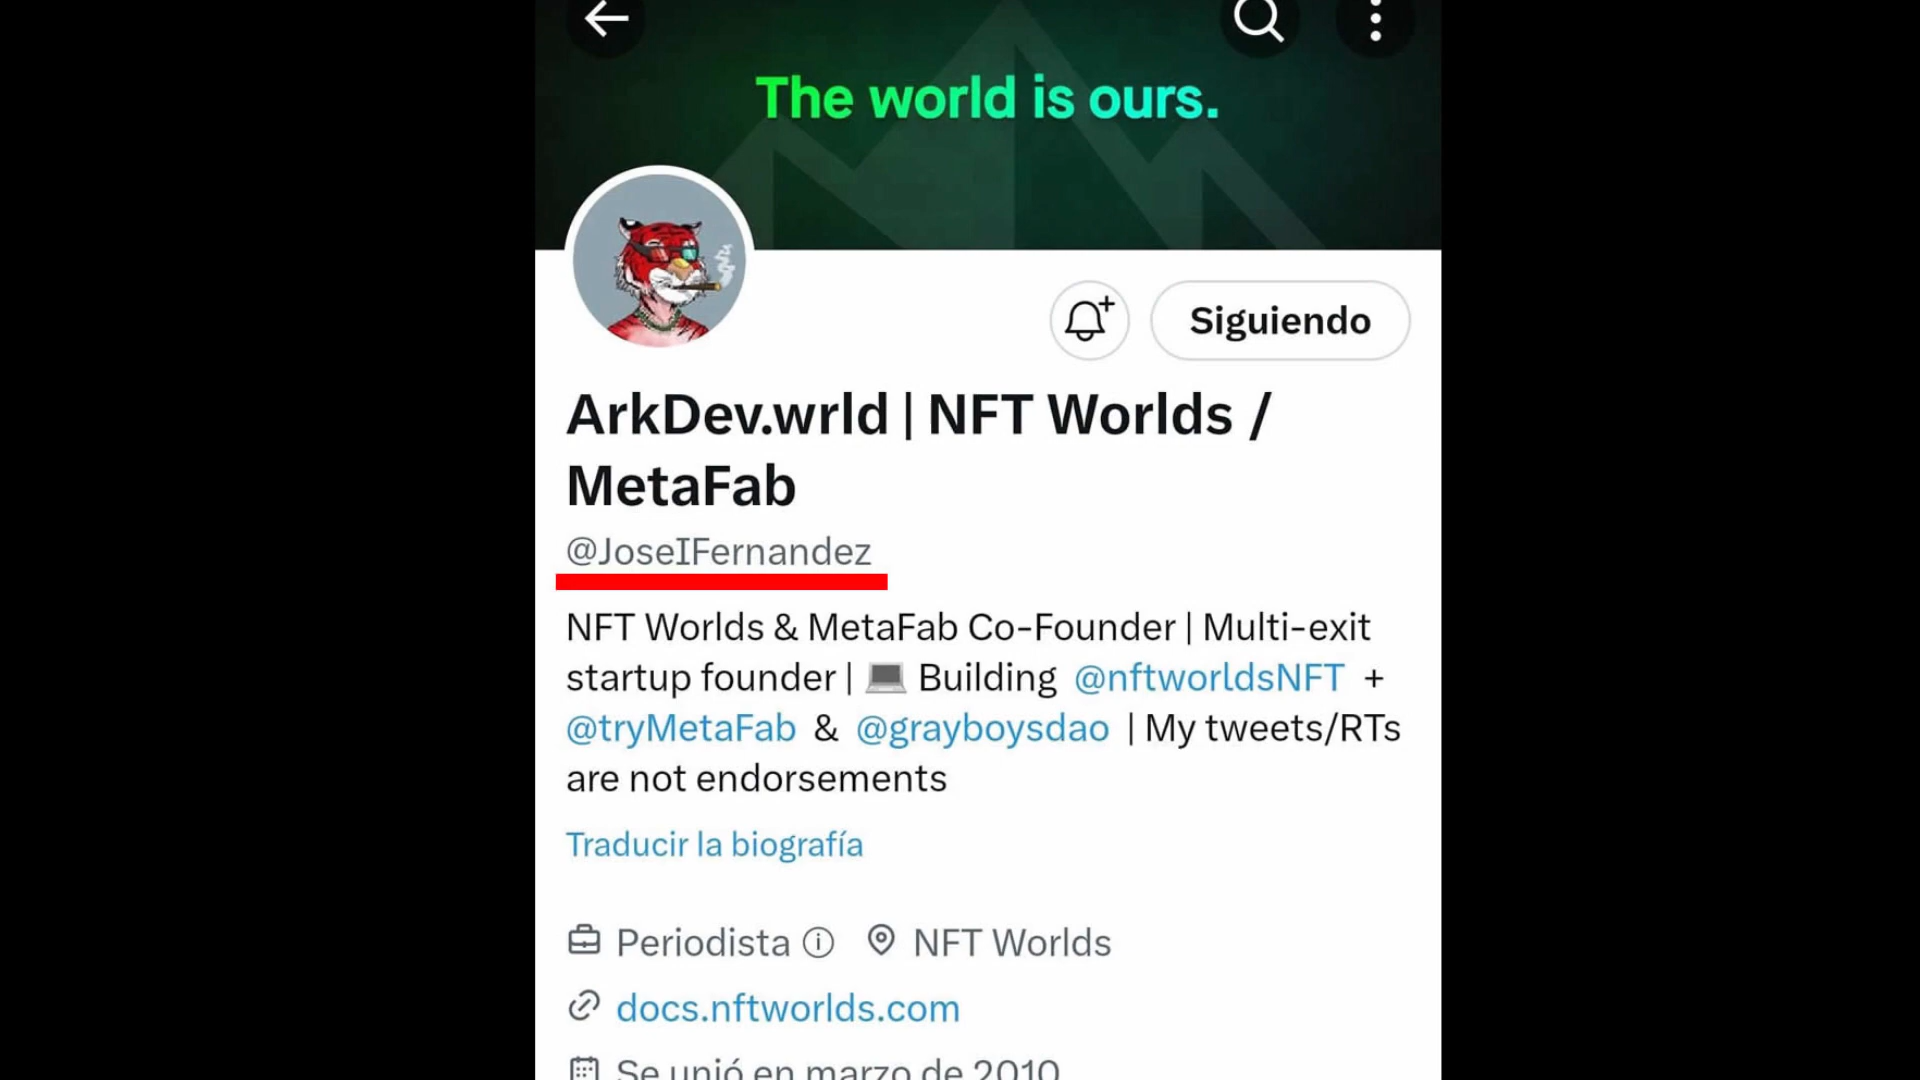 The world is ours.
Siguiendo
ArkDev.wrld | NFT Worlds /
MetaFab
@JoseIFernandez
NFT Worlds & MetaFab Co-Founder | Multi-exit
startup founder | 💻 Building @nftworldsNFT +
@tryMetaFab & @grayboysdao | My tweets/RTs
are not endorsements
Traducir la biografía
Periodista NFT Worlds
docs.nftworlds.com
Se unió en marzo de 2010